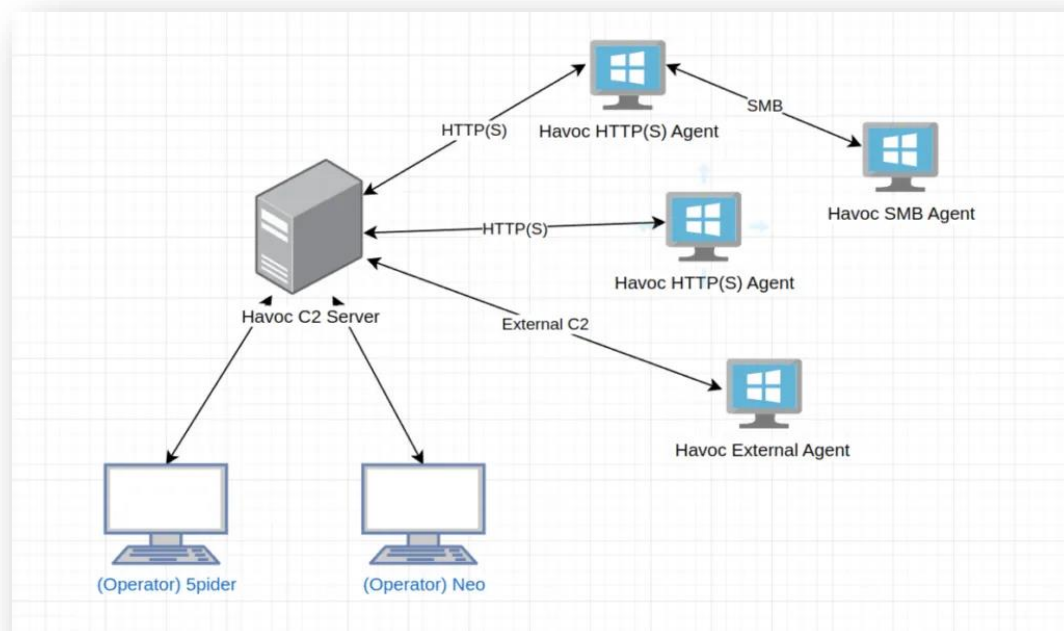 HTTP(S)
Havoc HTTP(S) Agent
SMB
Havoc SMB Agent
HTTP(S)
Havoc HTTP(S) Agent
Havoc C2 Server
External C2
Havoc External Agent
(Operator) 5pider
(Operator) Neo